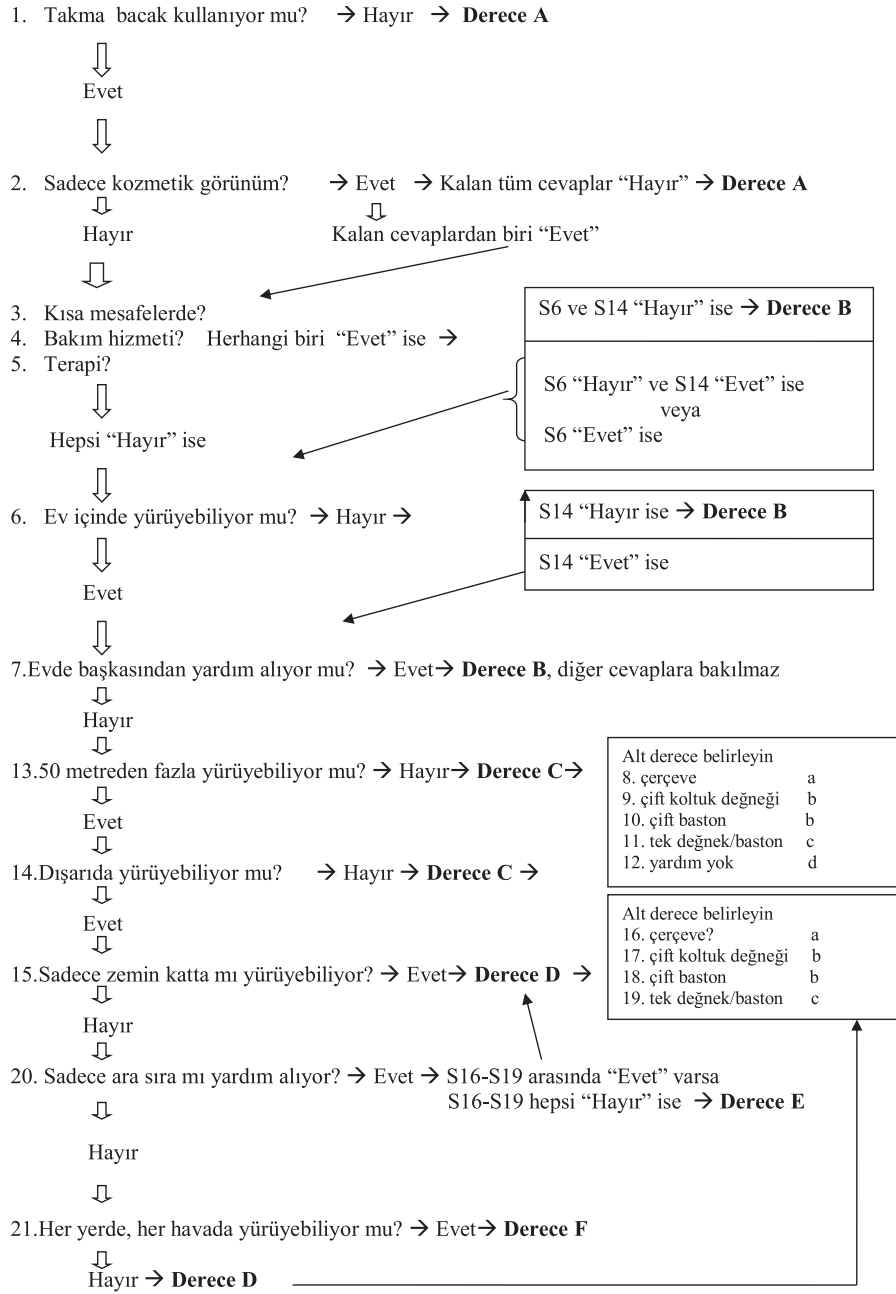 1. Takma bacak kullanıyor mu? → Hayır → Derece A
Evet
2. Sadece kozmetik görünüm? → Evet → Kalan tüm cevaplar “Hayır” → Derece A
Hayır
Kalan cevaplardan biri “Evet”
3. Kısa mesafelerde?
4. Bakım hizmeti? Herhangi biri “Evet” ise →
5. Terapi?
S6 ve S14 “Hayır” ise → Derece B
S6 “Hayır” ve S14 “Evet” ise
veya
S6 “Evet” ise
Hepsi “Hayır” ise
6. Ev içinde yürüyebiliyor mu? → Hayır →
S14 “Hayır ise → Derece B
S14 “Evet” ise
Evet
7.Evde başkasından yardım alıyor mu? → Evet→ Derece B, diğer cevaplara bakılmaz
Hayır
13.50 metreden fazla yürüyebiliyor mu? → Hayır→ Derece C→
Alt derece belirleyin
8. çerçeve a
9. çift koltuk değneği b
10. çift baston b
11. tek değnek/baston c
12. yardım yok d
Evet
14.Dışarıda yürüyebiliyor mu? → Hayır → Derece C →
Evet
15.Sadece zemin katta mı yürüyebiliyor? → Evet→ Derece D →
Alt derece belirleyin
16. çerçeve? a
17. çift koltuk değneği b
18. çift baston b
19. tek değnek/baston c
Hayır
20. Sadece ara sıra mı yardım alıyor? → Evet → S16-S19 arasında “Evet” varsa
S16-S19 hepsi “Hayır” ise → Derece E
Hayır
21.Her yerde, her havada yürüyebiliyor mu? → Evet→ Derece F
Hayır → Derece D